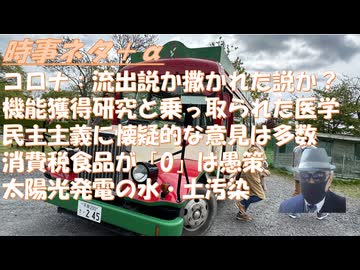 時事ネタ＋α
コロナ　流出説か撒かれた説か？
機能獲得研究と乗っ取られた医学
民主主義に懐疑的な意見は多数
消費税食品が「0」は愚策
太陽光発電の水・土汚染
・245